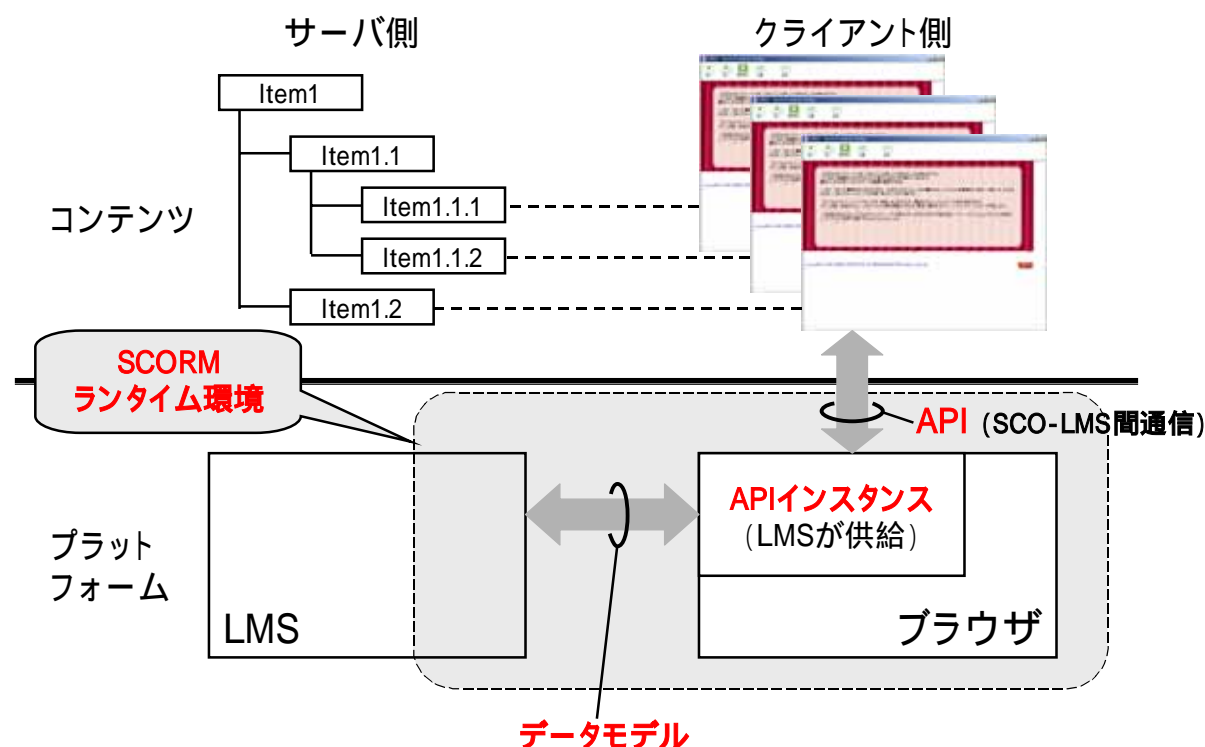 サーバ側
クライアント側
Item1
Item1.1
Item1.1.1
Item1.1.2
Item1.2
コンテンツ
SCORM
ランタイム環境
API (SCO-LMS間通信)
APIインスタンス
(LMSが供給)
プラット
フォーム
LMS
ブラウザ
データモデル